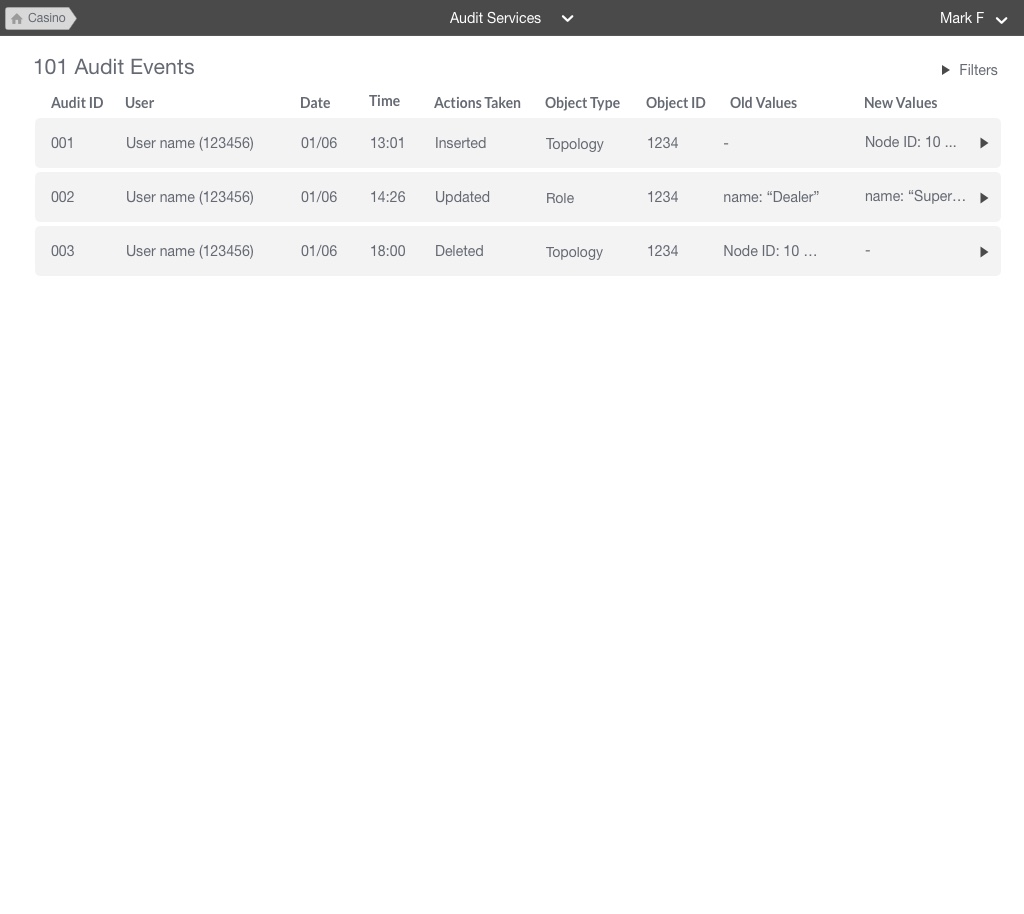 Casino Audit Services Mark F
101 Audit Events
Filters
Audit ID User Date Time Actions Taken Object Type Object ID Old Values New Values
001 User name (123456) 01/06 13:01 Inserted Topology 1234 - Node ID: 10 ...
002 User name (123456) 01/06 14:26 Updated Role 1234 name: “Dealer” name: “Super…
003 User name (123456) 01/06 18:00 Deleted Topology 1234 Node ID: 10 … -